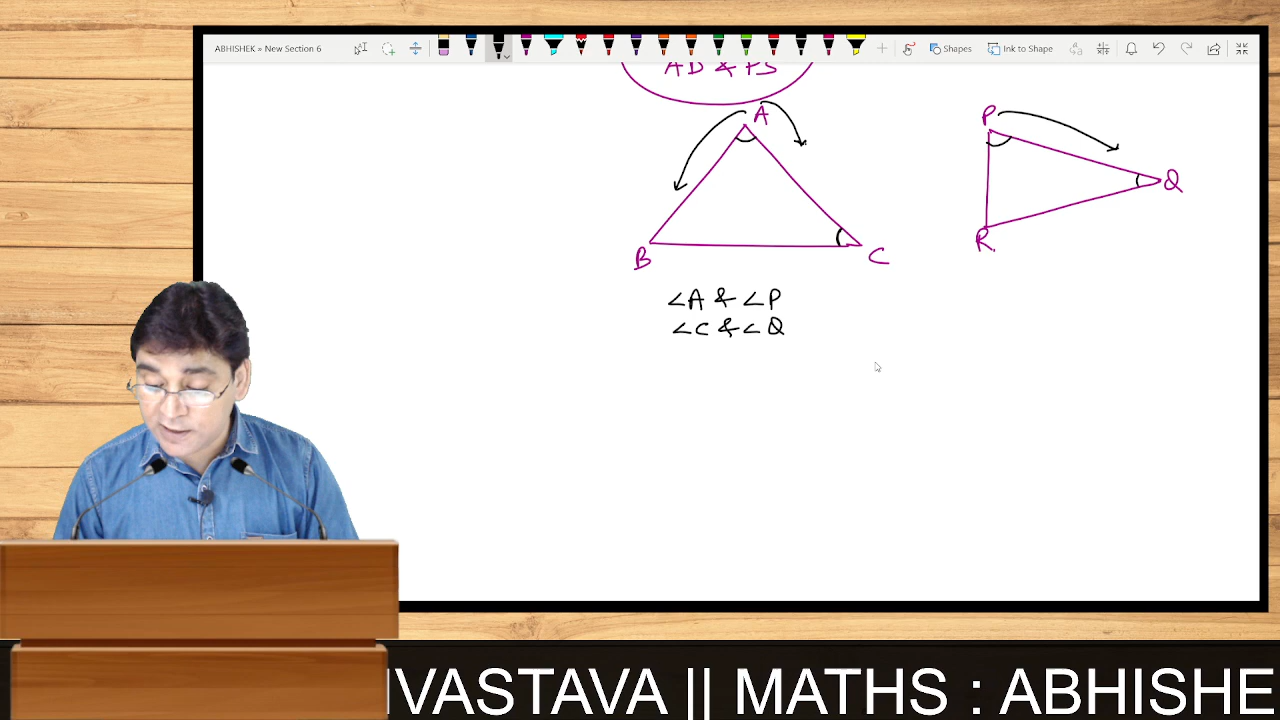 ABHISHEK » New Section 6
Shapes
Ink to Shape
AD & PS
A
B
C
P
Q
R
∠A & ∠P
∠C & ∠Q
IVASTAVA || MATHS : ABHISHE